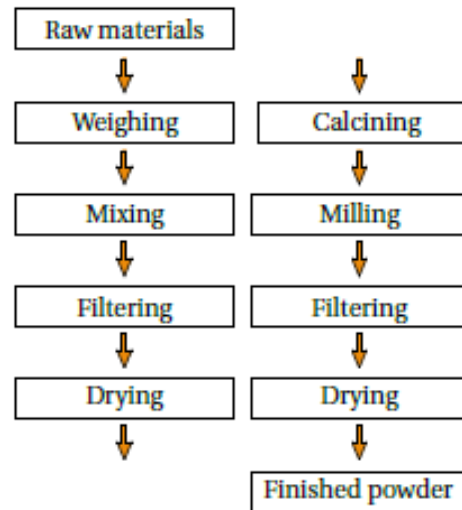 Raw materials
Weighing
Mixing
Filtering
Drying
Calcining
Milling
Filtering
Drying
Finished powder